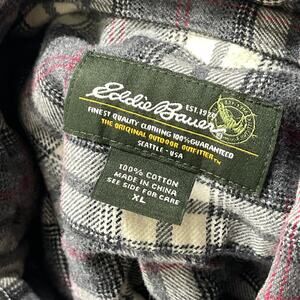 Eddie Bauer
EST. 1920
FINEST QUALITY CLOTHING 100% GUARANTEED
THE ORIGINAL OUTDOOR OUTFITTER™
SEATTLE - USA
100% COTTON
MADE IN CHINA
SEE SIDE FOR CARE
XL